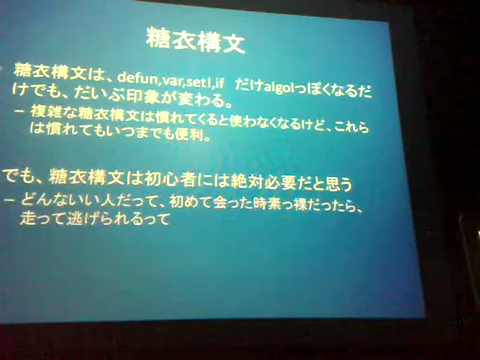 糖衣構文
糖衣構文は、defun,var,setl,if だけalgolっぽくなるだ
けでも、だいぶ印象が変わる。
– 複雑な糖衣構文は慣れてくると使わなくなるけど、これら
は慣れてもいつまでも便利。
でも、糖衣構文は初心者には絶対必要だと思う
– どんないい人だって、初めて会った時素っ裸だったら、
走って逃げられるって